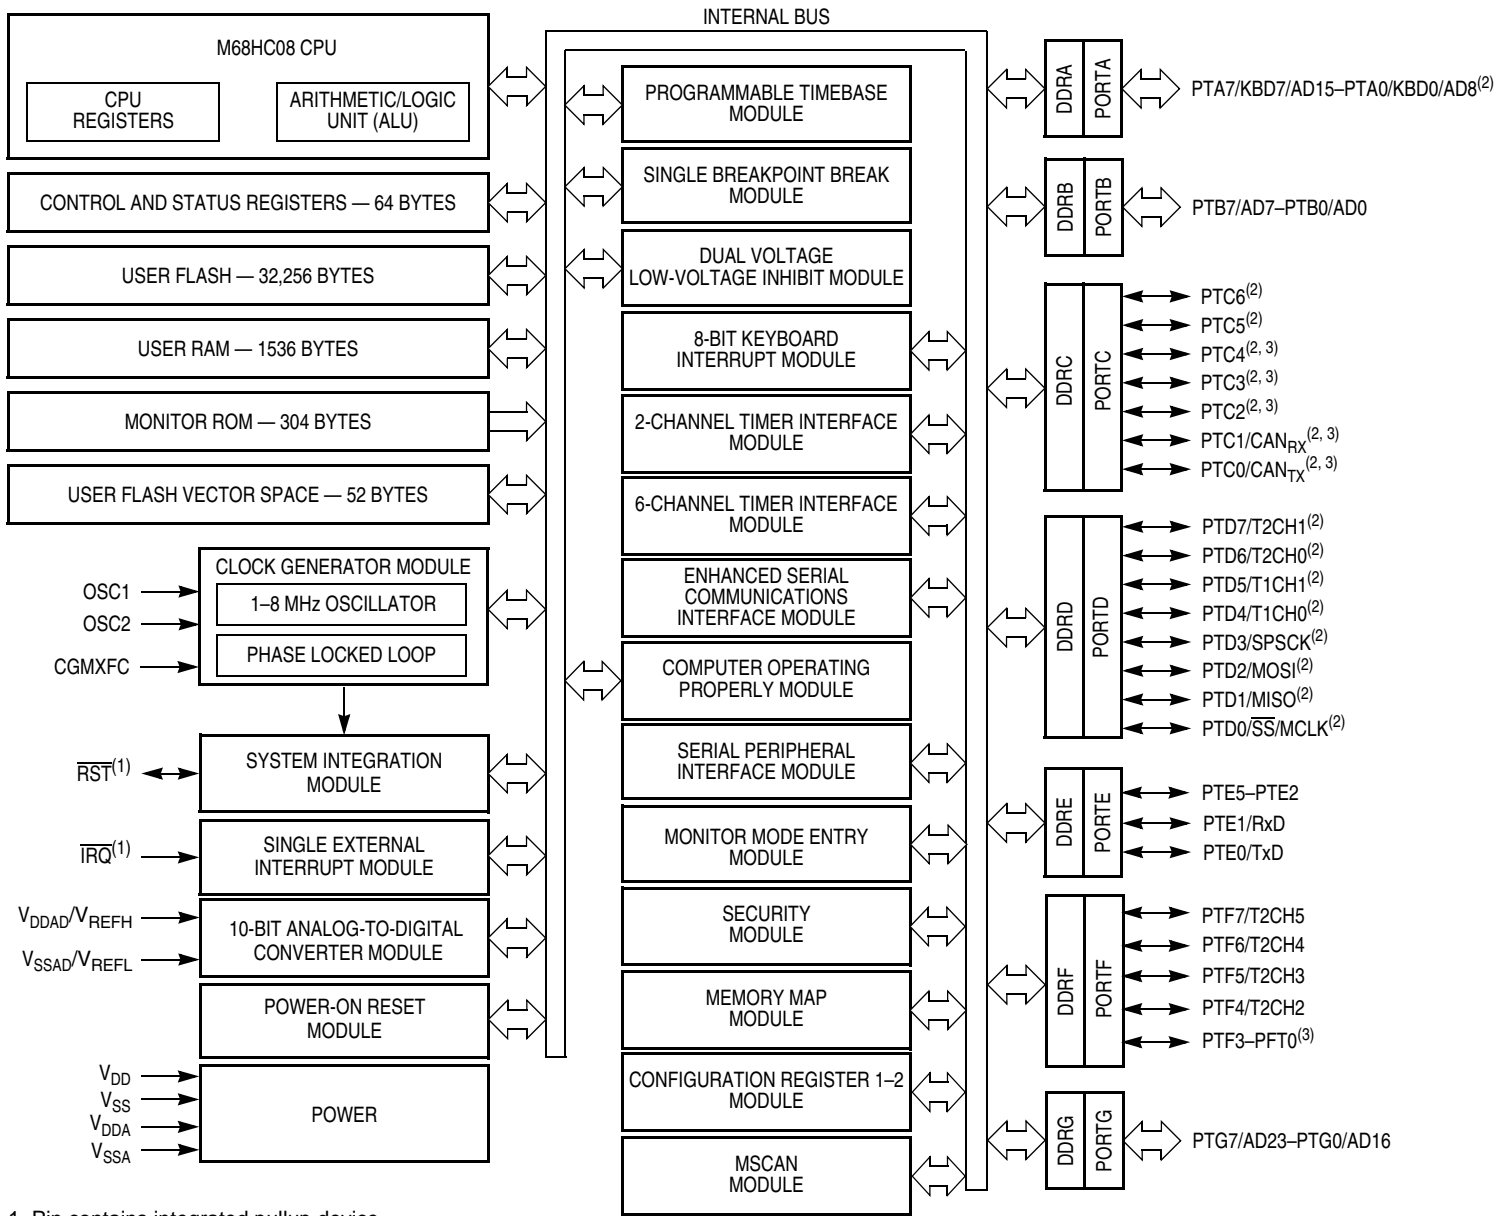 INTERNAL BUS
M68HC08 CPU
CPU
REGISTERS
ARITHMETIC/LOGIC
UNIT (ALU)
CONTROL AND STATUS REGISTERS — 64 BYTES
USER FLASH — 32,256 BYTES
USER RAM — 1536 BYTES
MONITOR ROM — 304 BYTES
USER FLASH VECTOR SPACE — 52 BYTES
OSC1
OSC2
CGMXFC
CLOCK GENERATOR MODULE
1–8 MHz OSCILLATOR
PHASE LOCKED LOOP
RST(1)
SYSTEM INTEGRATION
MODULE
IRQ(1)
SINGLE EXTERNAL
INTERRUPT MODULE
VDDAD/VREFH
VSSAD/VREFL
10-BIT ANALOG-TO-DIGITAL
CONVERTER MODULE
POWER-ON RESET
MODULE
VDD
VSS
VDDA
VSSA
POWER
PROGRAMMABLE TIMEBASE
MODULE
SINGLE BREAKPOINT BREAK
MODULE
DUAL VOLTAGE
LOW-VOLTAGE INHIBIT MODULE
8-BIT KEYBOARD
INTERRUPT MODULE
2-CHANNEL TIMER INTERFACE
MODULE
6-CHANNEL TIMER INTERFACE
MODULE
ENHANCED SERIAL
COMMUNICATIONS
INTERFACE MODULE
COMPUTER OPERATING
PROPERLY MODULE
SERIAL PERIPHERAL
INTERFACE MODULE
MONITOR MODE ENTRY
MODULE
SECURITY
MODULE
MEMORY MAP
MODULE
CONFIGURATION REGISTER 1–2
MODULE
MSCAN
MODULE
DDRA
PORTA
PTA7/KBD7/AD15–PTA0/KBD0/AD8(2)
DDRB
PORTB
PTB7/AD7–PTB0/AD0
DDRC
PORTC
PTC6(2)
PTC5(2)
PTC4(2, 3)
PTC3(2, 3)
PTC2(2, 3)
PTC1/CANRX(2, 3)
PTC0/CANTX(2, 3)
DDRD
PORTD
PTD7/T2CH1(2)
PTD6/T2CH0(2)
PTD5/T1CH1(2)
PTD4/T1CH0(2)
PTD3/SPSCK(2)
PTD2/MOSI(2)
PTD1/MISO(2)
PTD0/SS/MCLK(2)
DDRE
PORTE
PTE5–PTE2
PTE1/RxD
PTE0/TxD
DDRF
PORTF
PTF7/T2CH5
PTF6/T2CH4
PTF5/T2CH3
PTF4/T2CH2
PTF3–PFT0(3)
DDRG
PORTG
PTG7/AD23–PTG0/AD16
1. Pin contains integrated pullup device